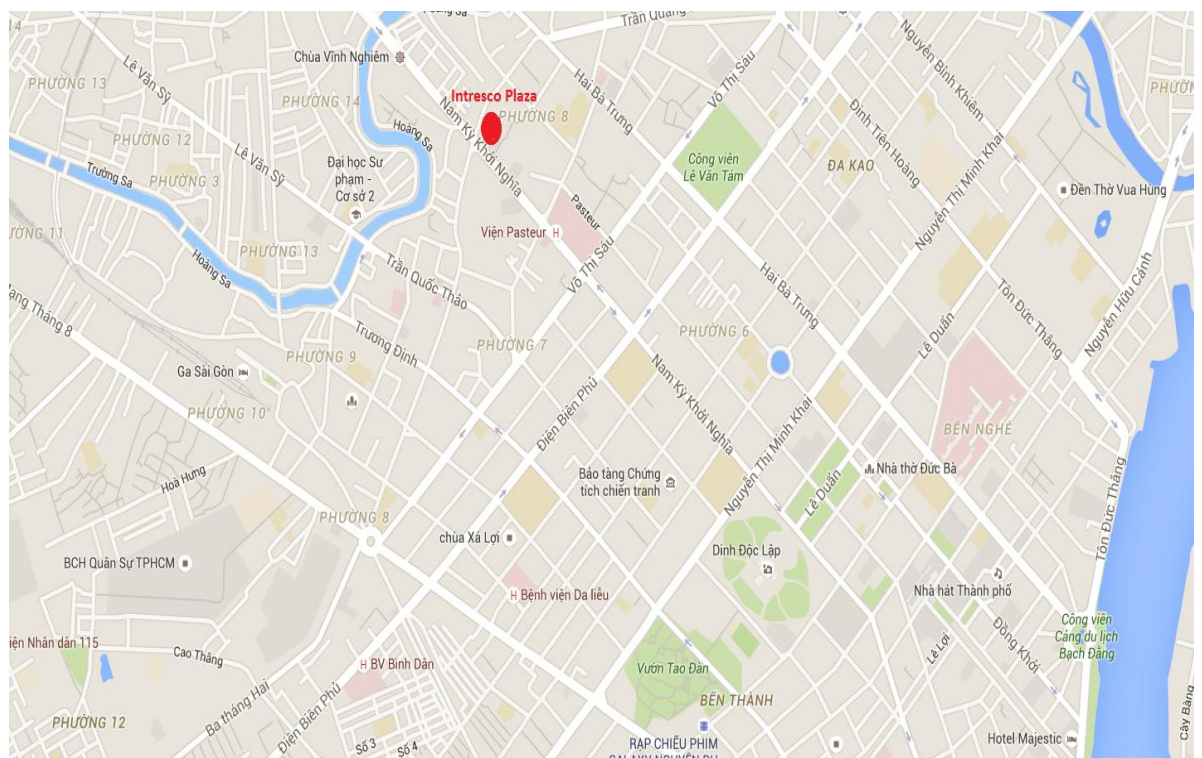 Hoàng Sa
Trần Quang
Chùa Vĩnh Nghiêm
Nguyễn Bỉnh Khiêm
Lê Văn Sỹ
PHƯỜNG 13
Hai Bà Trưng
Võ Thị Sáu
Intresco Plaza
PHƯỜNG 14
PHƯỜNG 8
Nam Kỳ Khởi Nghĩa
Đinh Tiên Hoàng
Hoàng Sa
PHƯỜNG 12
Lê Văn Sỹ
Nguyễn Thị Minh Khai
Công viên
Lê Văn Tám
ĐA KAO
Đại học Sư
phạm -
Cơ sở 2
Trường Sa
PHƯỜNG 3
Đền Thờ Vua Hùng
Pasteur
Viện Pasteur
H
PHƯỜNG 13
Hoàng Sa
Trần Quốc Thảo
Võ Thị Sáu
Hai Bà Trưng
Nguyễn Hữu Cảnh
Tôn Đức Thắng
Trương Định
PHƯỜNG 7
PHƯỜNG 6
Lê Duẩn
PHƯỜNG 9
Ga Sài Gòn
PHƯỜNG 10
Điện Biên Phủ
Nam Kỳ Khởi Nghĩa
Nguyễn Thị Minh Khai
BẾN NGHÉ
Hoà Hưng
Bảo tàng Chứng
tích chiến tranh
Nhà thờ Đức Bà
Lê Duẩn
Tôn Đức Thắng
PHƯỜNG 8
chùa Xá Lợi
BCH Quân Sự TPHCM
Dinh Độc Lập
Nhà hát Thành phố
H Bệnh viện Da liễu
Công viên
Cảng du lịch
Bạch Đằng
Đồng Khởi
Lê Lợi
Cao Thắng
H BV Bình Dân
Vườn Tao Đàn
Ba tháng Hai
Điện Biên Phủ
BẾN THÀNH
PHƯỜNG 12
Số 3
Số 4
RẠP CHIẾU PHIM
Hotel Majestic